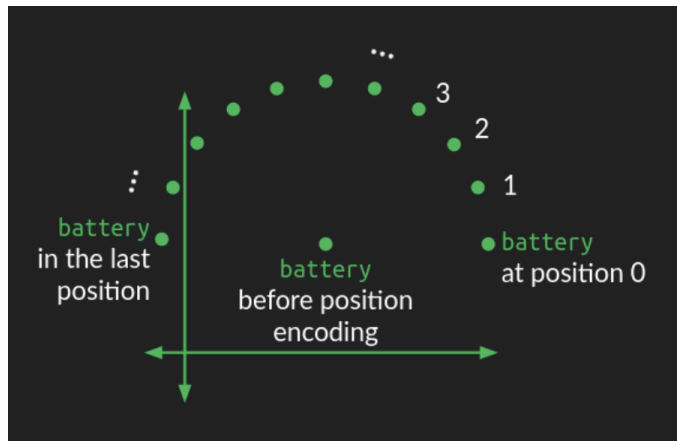 ...
3
2
...
1
battery
in the last
position
battery
before position
encoding
battery
at position 0